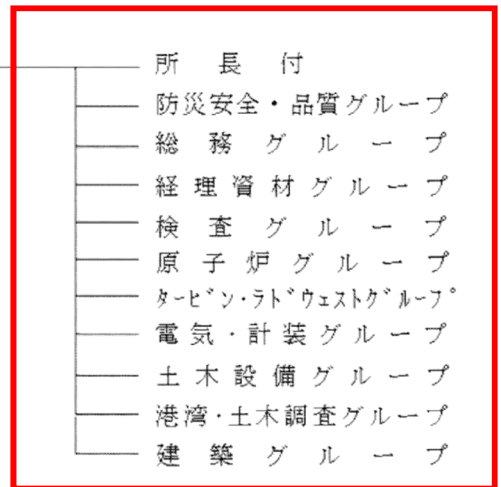 所長付
防災安全・品質グループ
総務グループ
経理資材グループ
検査グループ
原子炉グループ
ﾀｰﾋﾞﾝ・ﾗﾄﾞｳｪｽﾄｸﾞﾙｰﾌﾟ
電気・計装グループ
土木設備グループ
港湾・土木調査グループ
建築グループ